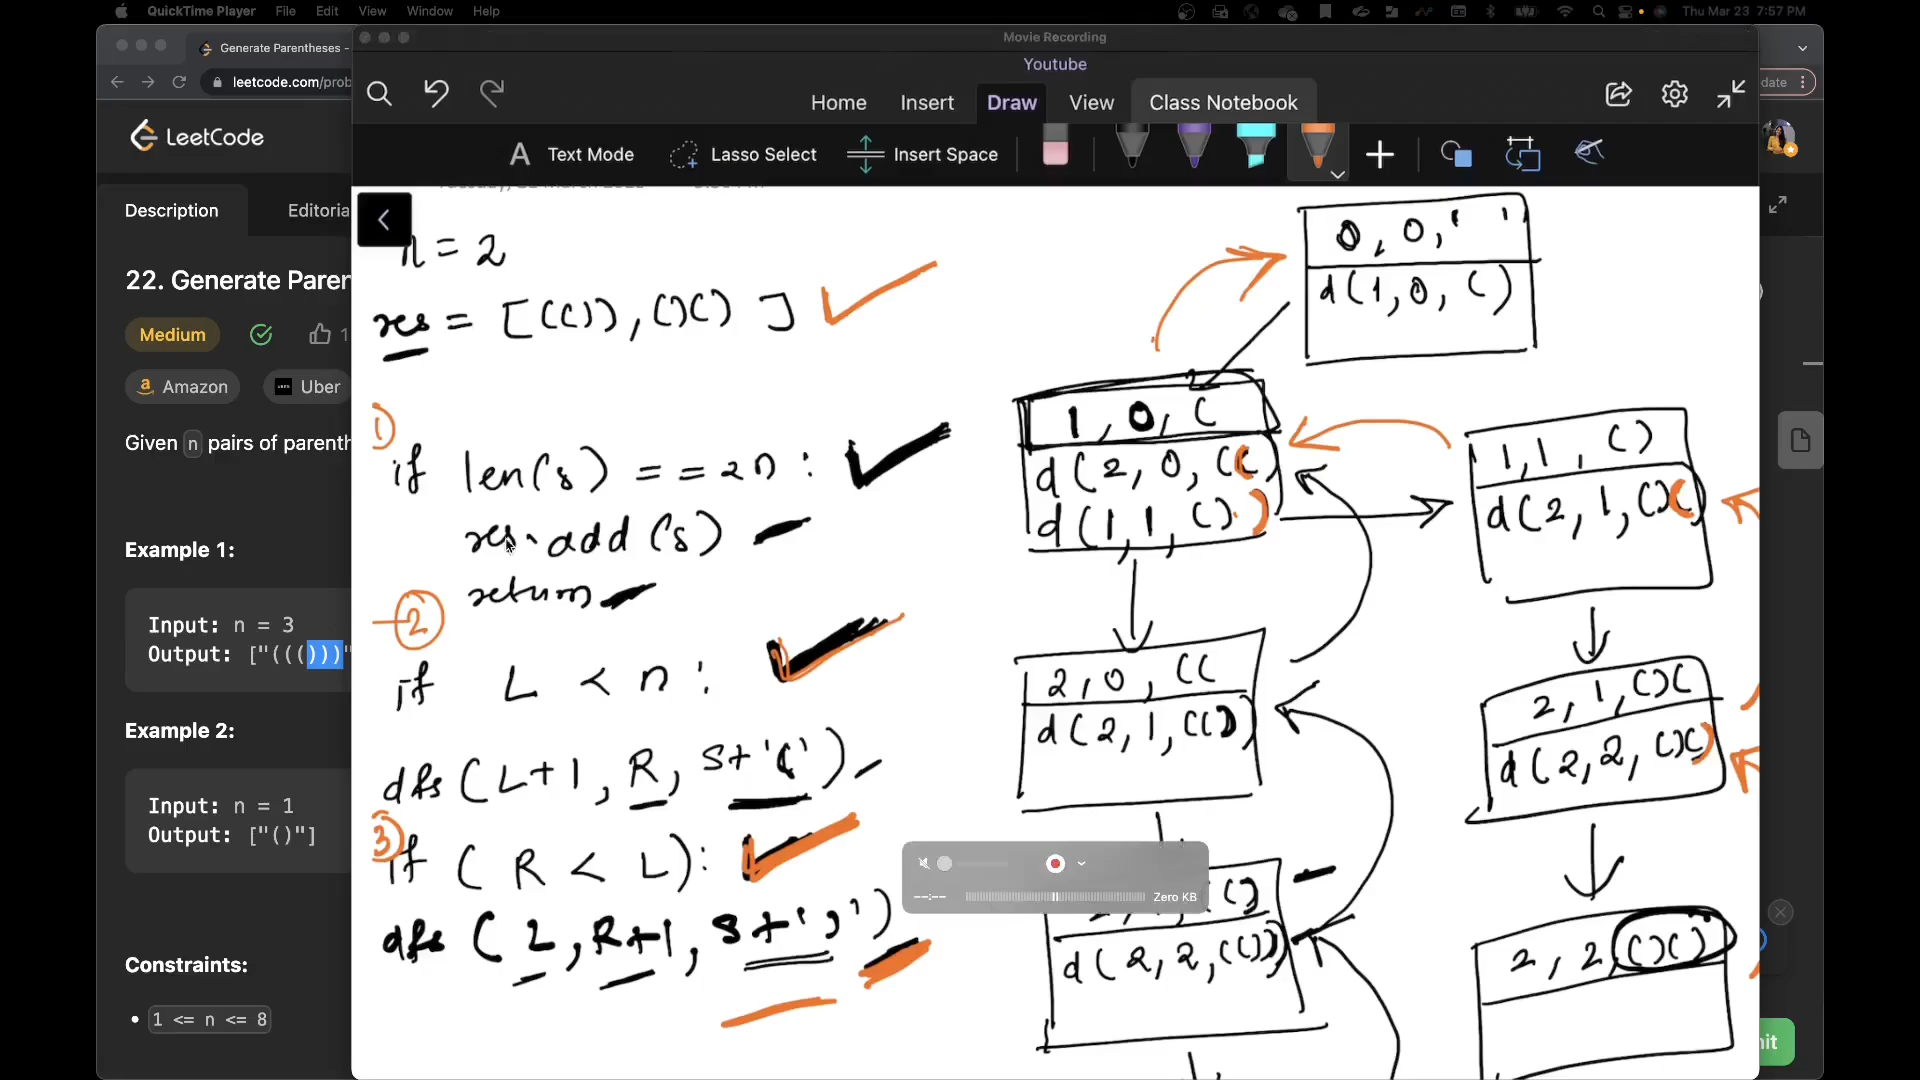 QuickTime Player File Edit View Window Help Thu Mar 23 7:57 PM
Generate Parentheses -
Movie Recording
leetcode.com/prob
Youtube
date
Home Insert Draw View Class Notebook
LeetCode
Text Mode Lasso Select Insert Space
Description Editoria
22. Generate Paren
Medium 1
Amazon Uber
Given n pairs of parenth
Example 1:
Input: n = 3
Output: ["((()))"
Example 2:
Input: n = 1
Output: ["()"]
Constraints:
1 <= n <= 8
n = 2
res = [(()), ()() ]
1
if len(s) == 2n :
res.add(s)
return
2
if L < n :
dfs (L+1, R, s+'(')
3
if (R < L):
dfs (L, R+1, s+')')
0, 0, ' '
d(1, 0, ()
1, 0, (
d(2, 0, (()
d(1, 1, ()
2, 0, ((
d(2, 1, (()
()
d(2, 2, (()))
1, 1, ()
d(2, 1, ()()
2, 1, ()(
d(2, 2, ()()
2, 2, ()()
--:-- Zero KB
it